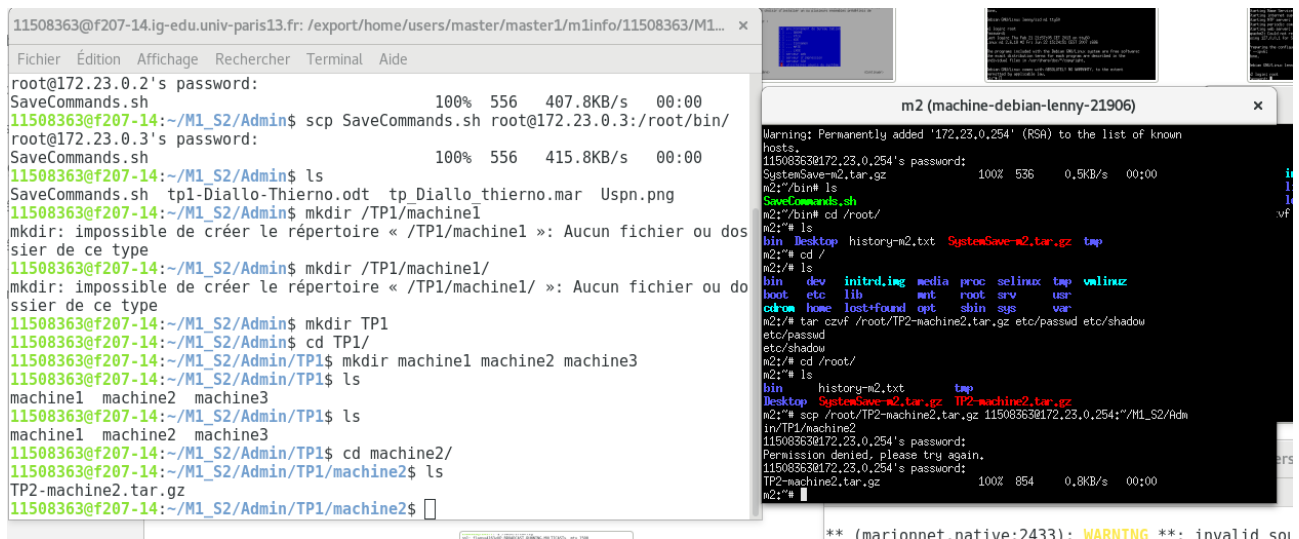 11508363@f207-14.ig-edu.univ-paris13.fr: /export/home/users/master/master1/m1info/11508363/M1... ×
Fichier Édition Affichage Rechercher Terminal Aide
root@172.23.0.2's password:
SaveCommands.sh 100% 556 407.8KB/s 00:00
11508363@f207-14:~/M1_S2/Admin$ scp SaveCommands.sh root@172.23.0.3:/root/bin/
root@172.23.0.3's password:
SaveCommands.sh 100% 556 415.8KB/s 00:00
11508363@f207-14:~/M1_S2/Admin$ ls
SaveCommands.sh tp1-Diallo-Thierno.odt tp_Diallo_thierno.mar Uspn.png
11508363@f207-14:~/M1_S2/Admin$ mkdir /TP1/machine1
mkdir: impossible de créer le répertoire « /TP1/machine1 »: Aucun fichier ou dos
sier de ce type
11508363@f207-14:~/M1_S2/Admin$ mkdir /TP1/machine1/
mkdir: impossible de créer le répertoire « /TP1/machine1/ »: Aucun fichier ou do
ssier de ce type
11508363@f207-14:~/M1_S2/Admin$ mkdir TP1
11508363@f207-14:~/M1_S2/Admin$ cd TP1/
11508363@f207-14:~/M1_S2/Admin/TP1$ mkdir machine1 machine2 machine3
11508363@f207-14:~/M1_S2/Admin/TP1$ ls
machine1 machine2 machine3
11508363@f207-14:~/M1_S2/Admin/TP1$ ls
machine1 machine2 machine3
11508363@f207-14:~/M1_S2/Admin/TP1$ cd machine2/
11508363@f207-14:~/M1_S2/Admin/TP1/machine2$ ls
TP2-machine2.tar.gz
11508363@f207-14:~/M1_S2/Admin/TP1/machine2$
m2 (machine-debian-lenny-21906) ×
Warning: Permanently added '172.23.0.254' (RSA) to the list of known
hosts.
11508363@172.23.0.254's password:
SystemSave-m2.tar.gz 100% 536 0.5KB/s 00:00
m2:~/bin# ls
SaveCommands.sh
m2:~/bin# cd /root/
m2:~# ls
bin Desktop history-m2.txt SystemSave-m2.tar.gz tmp
m2:~# cd /
m2:/# ls
bin dev initrd.img media proc selinux tmp vmlinuz
boot etc lib mnt root srv usr
cdrom home lost+found opt sbin sys var
m2:/# tar czvf /root/TP2-machine2.tar.gz etc/passwd etc/shadow
etc/passwd
etc/shadow
m2:/# cd /root/
m2:~# ls
bin history-m2.txt tmp
Desktop SystemSave-m2.tar.gz TP2-machine2.tar.gz
m2:~# scp /root/TP2-machine2.tar.gz 11508363@172.23.0.254:~/M1_S2/Adm
in/TP1/machine2
11508363@172.23.0.254's password:
Permission denied, please try again.
11508363@172.23.0.254's password:
TP2-machine2.tar.gz 100% 854 0.8KB/s 00:00
m2:~#
** (marionnet.native:2433): WARNING **: invalid sou